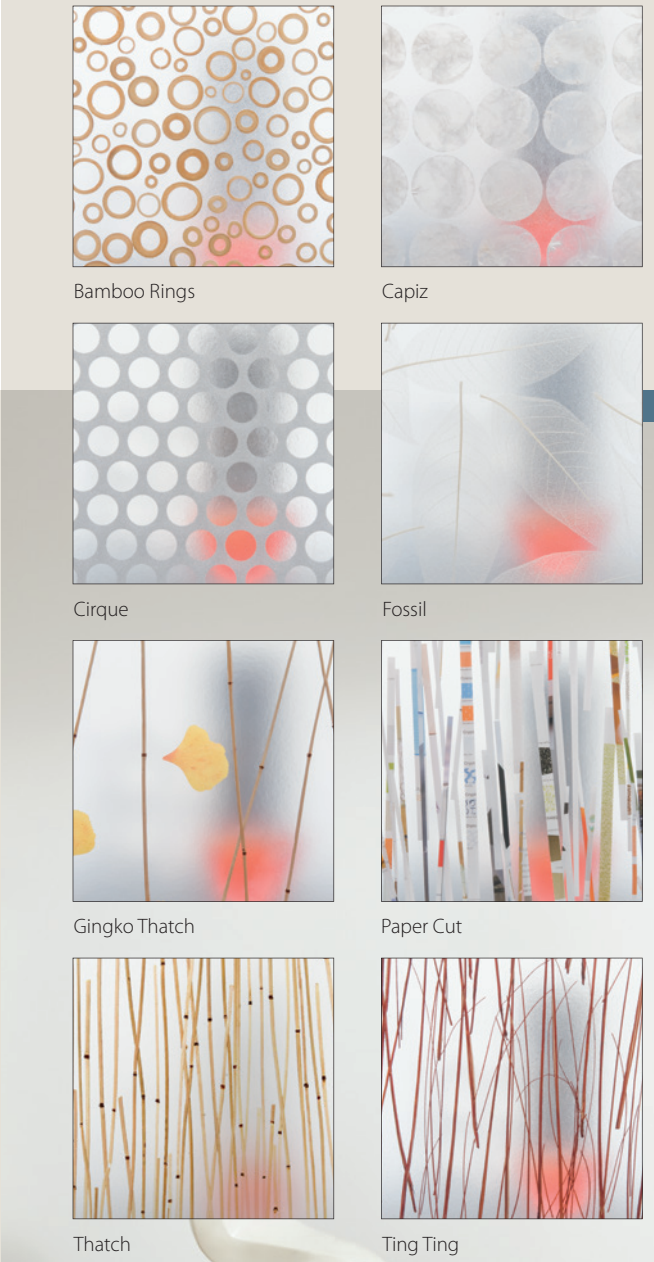 Bamboo Rings
Capiz
Cirque
Fossil
Gingko Thatch
Paper Cut
Thatch
Ting Ting